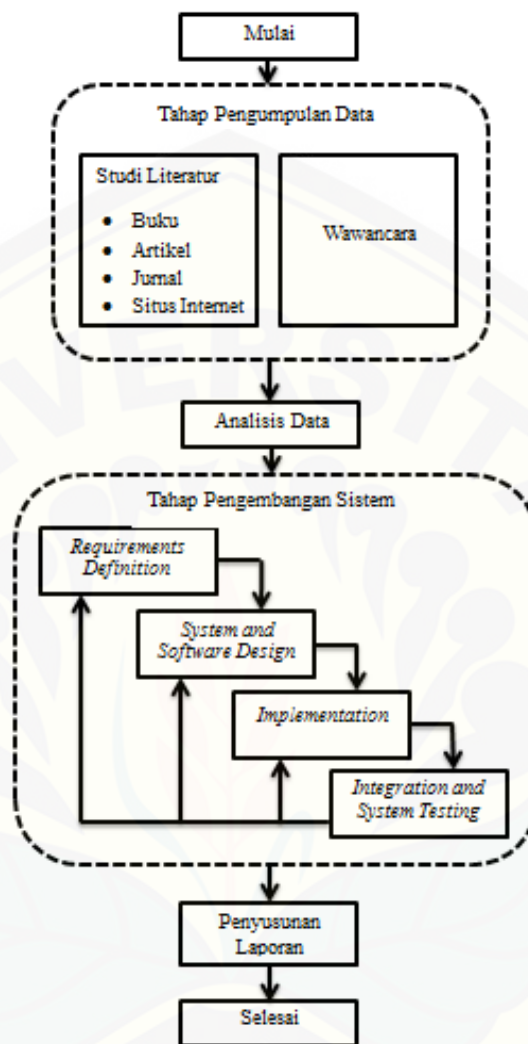 Mulai
Tahap Pengumpulan Data
Studi Literatur
• Buku
• Artikel
• Jurnal
• Situs Internet
Wawancara
Analisis Data
Tahap Pengembangan Sistem
Requirements
Definition
System and
Software Design
Implementation
Integration and
System Testing
Penyusunan
Laporan
Selesai